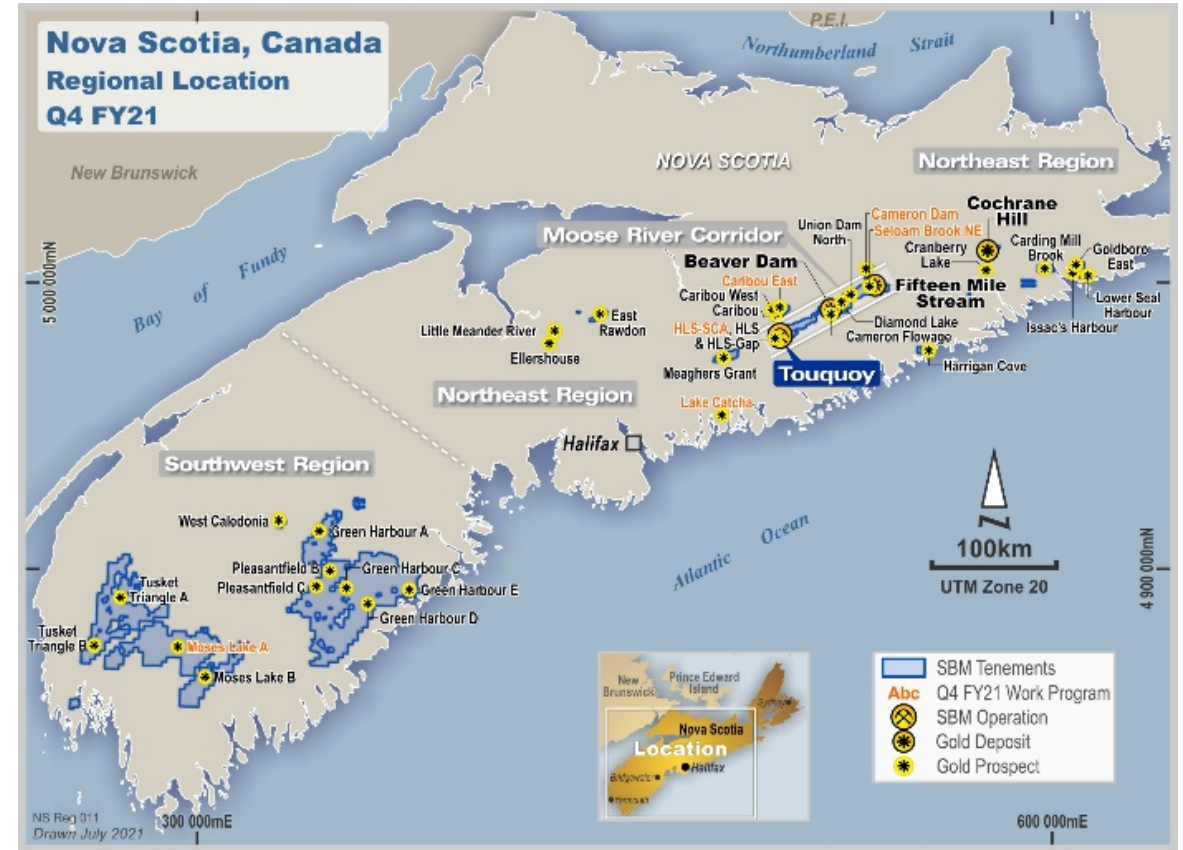 Nova Scotia, Canada
Regional Location
Q4 FY21
P.E.I.
Northumberland Strait
New Brunswick
NOVA SCOTIA
Northeast Region
Cochrane
Hill
Cameron Dam
Seloam Brook NE
Union Dam
North
Cranberry
Lake
Carding Mill
Brook
Goldboro
East
Moose River Corridor
Beaver Dam
Caribou East
Caribou West
Caribou
Fifteen Mile
Stream
Lower Seal
Harbour
Issac's Harbour
Diamond Lake
Cameron Flowage
HLS-SCA, HLS
& HLS-Gap
Meaghers Grant
Touquoy
Harrigan Cove
Lake Catcha
East
Rawdon
Little Meander River
Ellershouse
Northeast Region
Halifax
Bay of Fundy
5 000 000mN
Southwest Region
West Caledonia
Green Harbour A
Pleasantfield B
Green Harbour C
Pleasantfield C
Green Harbour E
Green Harbour D
Tusket
Triangle A
Tusket
Triangle B
Moses Lake A
Moses Lake B
Atlantic Ocean
N
100km
UTM Zone 20
4 900 000mN
New
Brunswick
Prince Edward
Island
Sydney
Nova Scotia
Location
Halifax
Bridgewater
Yarmouth
SBM Tenements
Abc Q4 FY21 Work Program
SBM Operation
Gold Deposit
Gold Prospect
NS Reg 011
Drawn July 2021
300 000mE
600 000mE